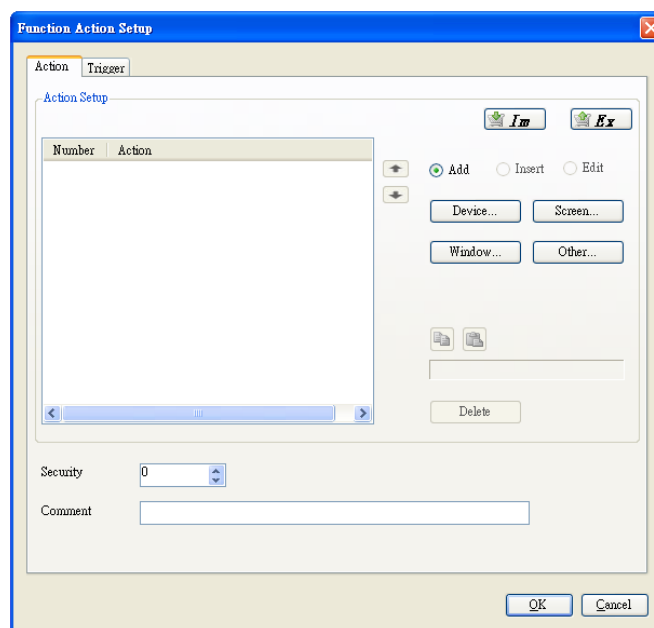 Function Action Setup
Action Trigger
Action Setup
Im Ex
Number Action
Add Insert Edit
Device... Screen...
Window... Other...
Delete
Security 0
Comment
OK Cancel